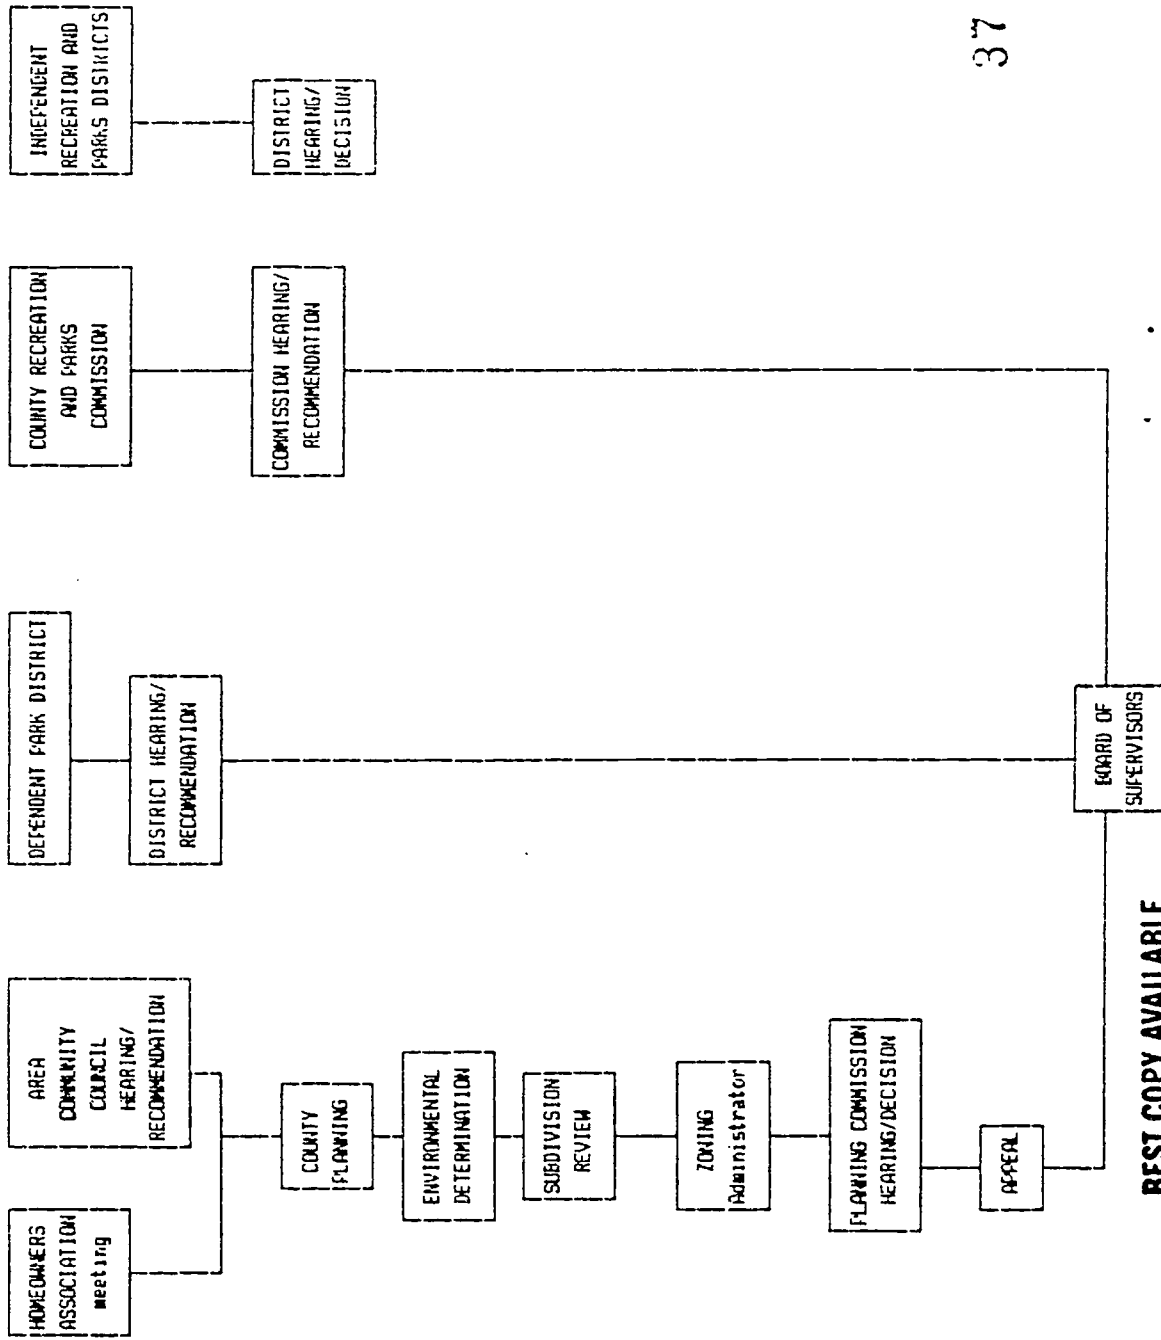 HOMEOWNERS
ASSOCIATION
meeting
AREA
COMMUNITY
COUNCIL
HEARING/
RECOMMENDATION
COUNTY
PLANNING
ENVIRONMENTAL
DETERMINATION
SUBDIVISION
REVIEW
ZONING
Administrator
PLANNING COMMISSION
HEARING/DECISION
APPEAL
DEPENDENT PARK DISTRICT
DISTRICT HEARING/
RECOMMENDATION
BOARD OF
SUPERVISORS
COUNTY RECREATION
AND PARKS
COMMISSION
COMMISSION HEARING/
RECOMMENDATION
INDEPENDENT
RECREATION AND
PARKS DISTRICTS
DISTRICT
HEARING/
DECISION
BEST COPY AVAILABLE
37